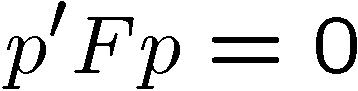 p′Fp = 0